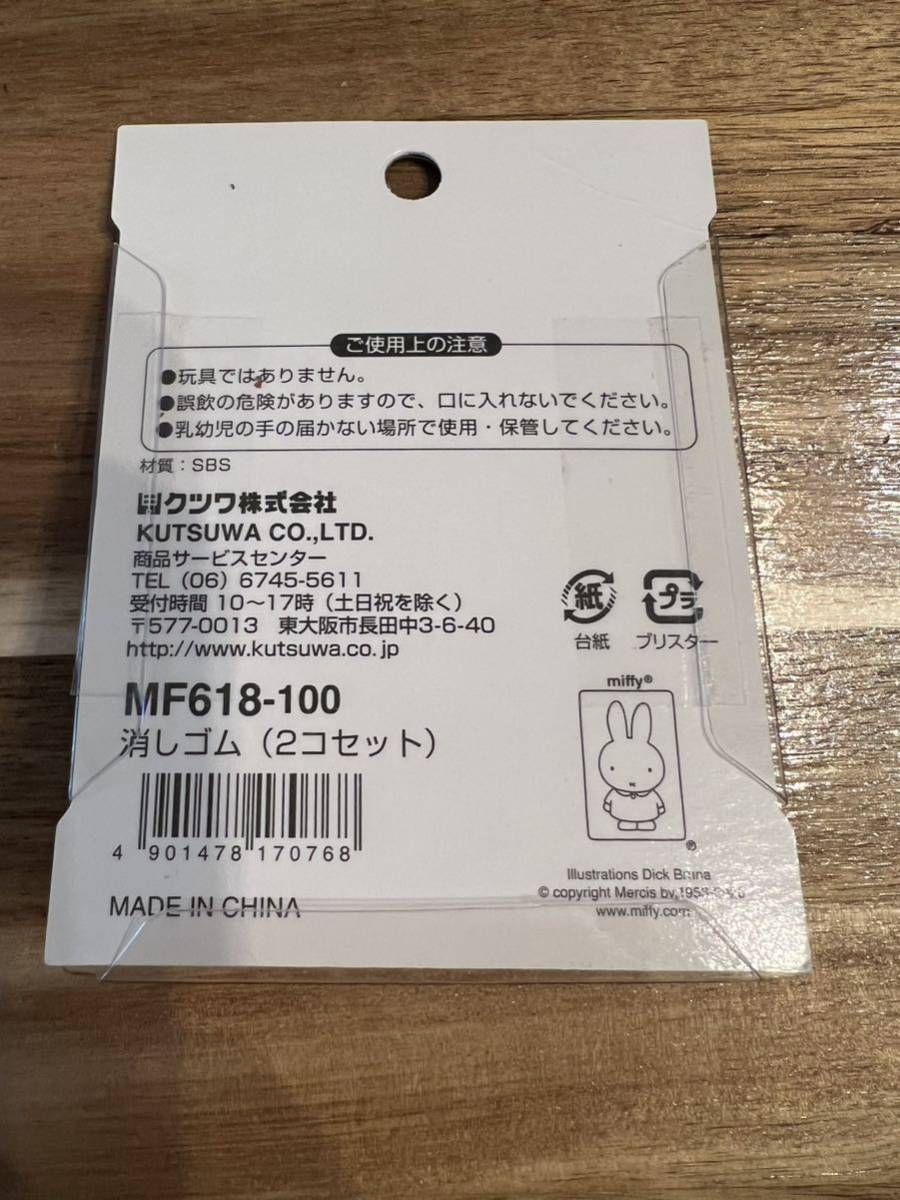 ご使用上の注意
●玩具ではありません。
●誤飲の危険がありますので、口に入れないでください。
●乳幼児の手の届かない場所で使用・保管してください。
材質：SBS
クツワ株式会社
KUTSUWA CO.,LTD.
商品サービスセンター
TEL（06）6745-5611
受付時間 10～17時（土日祝を除く）
〒577-0013　東大阪市長田中3-6-40
http://www.kutsuwa.co.jp
紙
台紙
プラ
ブリスター
MF618-100
消しゴム（2コセット）
4 901478 170768
MADE IN CHINA
miffy®
®
Illustrations Dick Bruna
© copyright Mercis bv,1953-
www.miffy.com